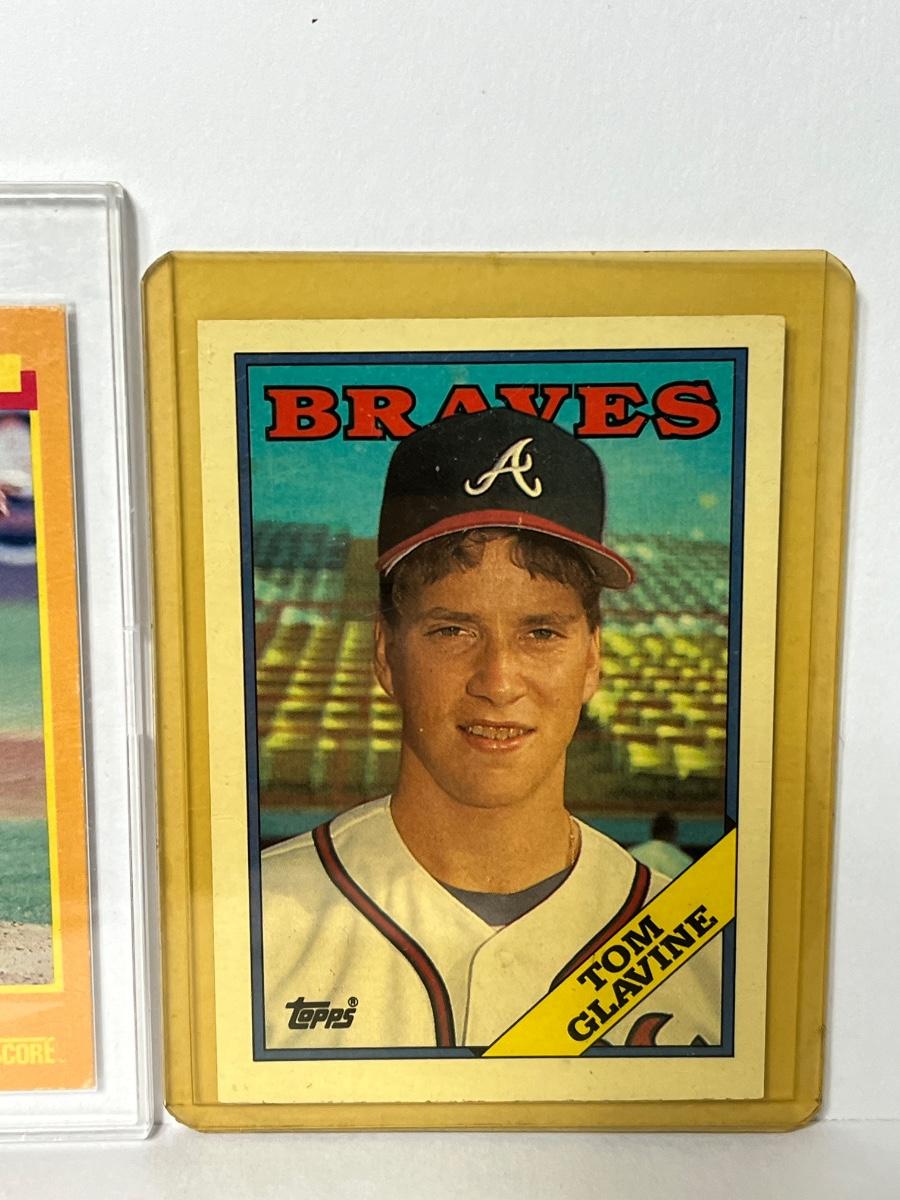 BRAVES
A
TOM
GLAVINE
topps®
SCORE